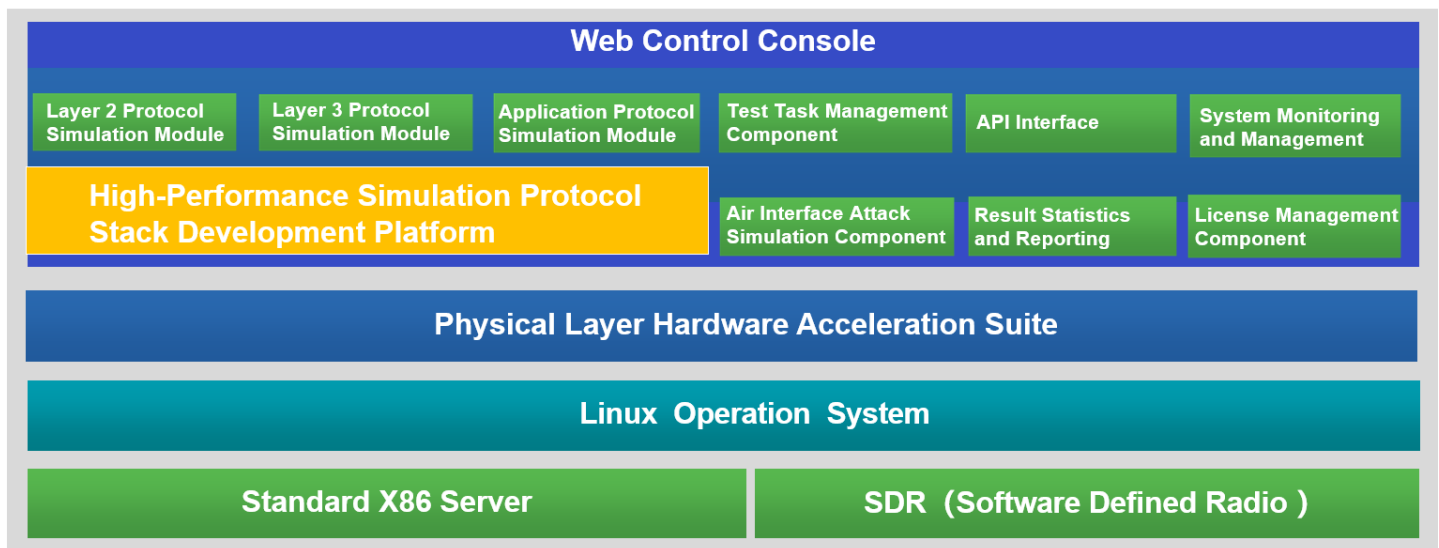 Web Control Console
Layer 2 Protocol
Simulation Module
Layer 3 Protocol
Simulation Module
Application Protocol
Simulation Module
Test Task Management
Component
API Interface
System Monitoring
and Management
High-Performance Simulation Protocol
Stack Development Platform
Air Interface Attack
Simulation Component
Result Statistics
and Reporting
License Management
Component
Physical Layer Hardware Acceleration Suite
Linux Operation System
Standard X86 Server
SDR（Software Defined Radio ）